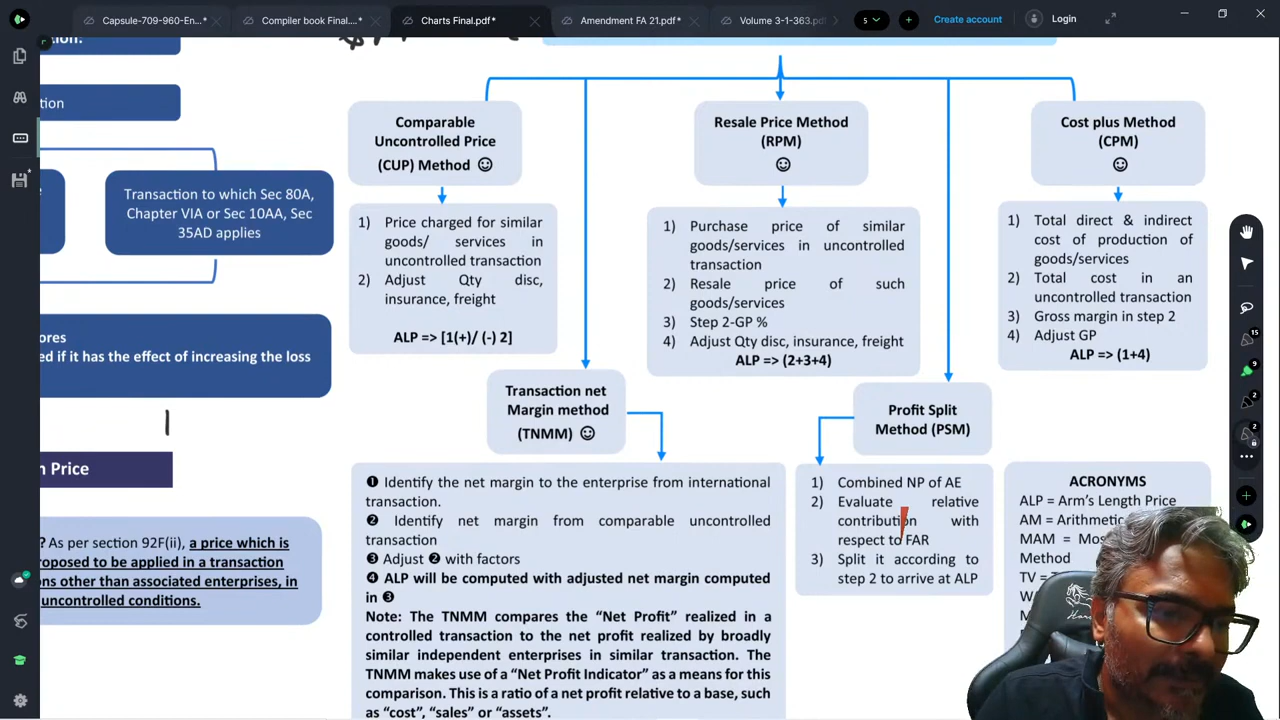 Capsule-709-960-En...*
Compiler book Final....*
Charts Final.pdf*
Amendment FA 21.pdf*
Volume 3-1-363.pd
5
Create account
Login
tion
Transaction to which Sec 80A,
Chapter VIA or Sec 10AA, Sec
35AD applies
ores
ed if it has the effect of increasing the loss
n Price
? As per section 92F(ii), a price which is
oposed to be applied in a transaction
ons other than associated enterprises, in
uncontrolled conditions.
Comparable
Uncontrolled Price
(CUP) Method ☺
1) Price charged for similar
goods/ services in
uncontrolled transaction
2) Adjust Qty disc,
insurance, freight
ALP => [1(+)/ (-) 2]
Resale Price Method
(RPM)
☺
1) Purchase price of similar
goods/services in uncontrolled
transaction
2) Resale price of such
goods/services
3) Step 2-GP %
4) Adjust Qty disc, insurance, freight
ALP => (2+3+4)
Cost plus Method
(CPM)
☺
1) Total direct & indirect
cost of production of
goods/services
2) Total cost in an
uncontrolled transaction
3) Gross margin in step 2
4) Adjust GP
ALP => (1+4)
Transaction net
Margin method
(TNMM) ☺
❶ Identify the net margin to the enterprise from international
transaction.
❷ Identify net margin from comparable uncontrolled
transaction
❸ Adjust ❷ with factors
❹ ALP will be computed with adjusted net margin computed
in ❸
Note: The TNMM compares the “Net Profit” realized in a
controlled transaction to the net profit realized by broadly
similar independent enterprises in similar transaction. The
TNMM makes use of a “Net Profit Indicator” as a means for this
comparison. This is a ratio of a net profit relative to a base, such
as “cost”, “sales” or “assets”.
Profit Split
Method (PSM)
1) Combined NP of AE
2) Evaluate relative
contribution with
respect to FAR
3) Split it according to
step 2 to arrive at ALP
ACRONYMS
ALP = Arm’s Length Price
AM = Arithmetic
MAM = Mos
Method
TV =
15
9
2
2